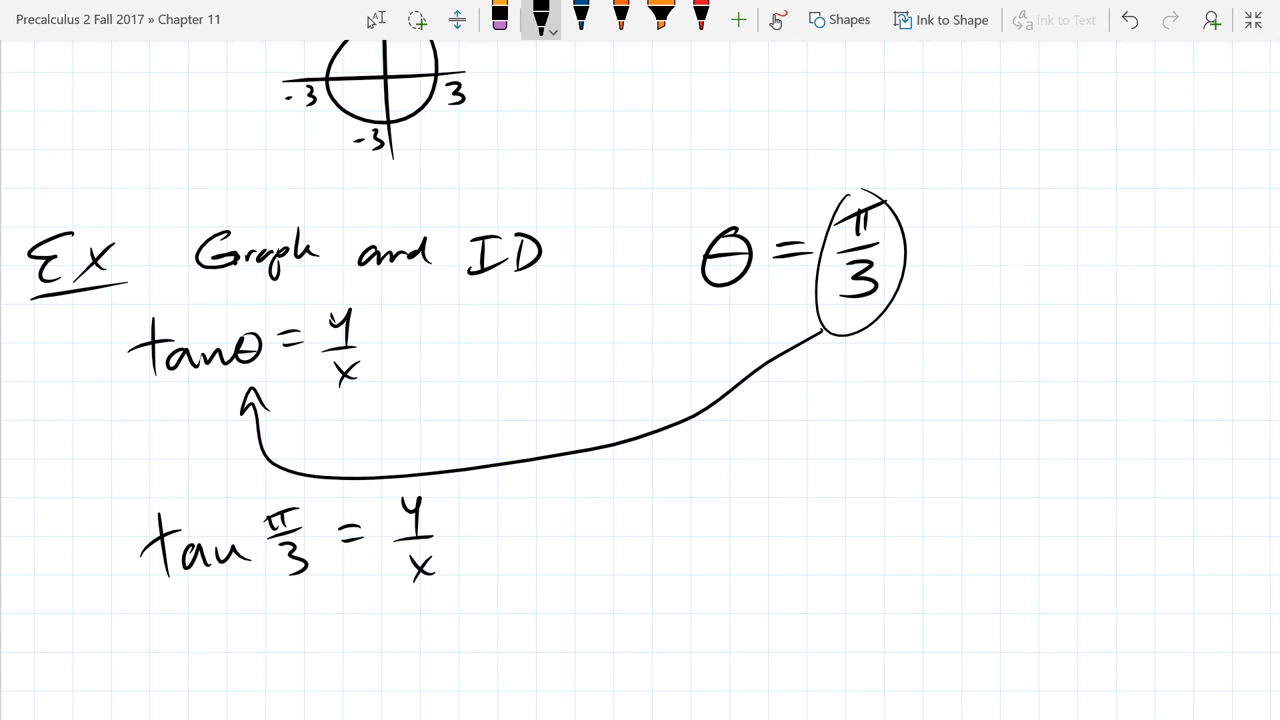 Precalculus 2 Fall 2017 » Chapter 11
Shapes
Ink to Shape
Ink to Text
-3 3
-3
Ex Graph and ID θ = π/3
tanθ = y/x
tan π/3 = y/x